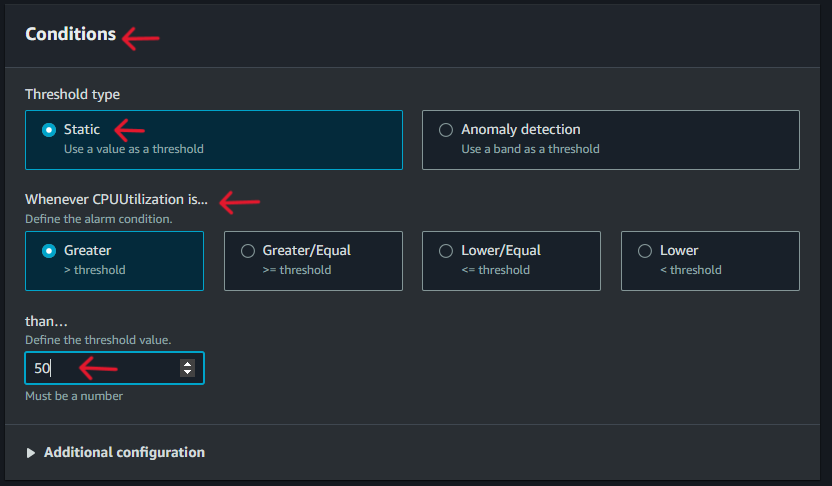 Conditions
Threshold type
Static
Use a value as a threshold
Anomaly detection
Use a band as a threshold
Whenever CPUUtilization is...
Define the alarm condition.
Greater
> threshold
Greater/Equal
>= threshold
Lower/Equal
<= threshold
Lower
< threshold
than...
Define the threshold value.
50
Must be a number
Additional configuration